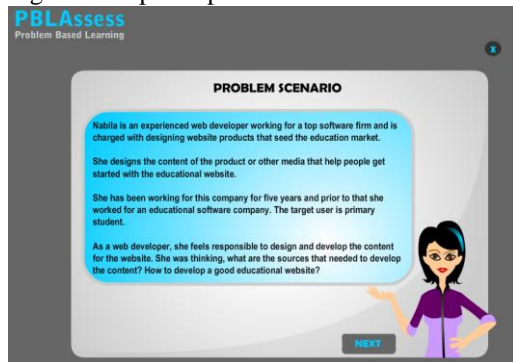 PBLAssess
Problem Based Learning
X
PROBLEM SCENARIO
Nabila is an experienced web developer working for a top software firm and is
charged with designing website products that seed the education market.
She designs the content of the product or other media that help people get
started with the educational website.
She has been working for this company for five years and prior to that she
worked for an educational software company. The target user is primary
student.
As a web developer, she feels responsible to design and develop the content
for the website. She was thinking, what are the sources that needed to develop
the content? How to develop a good educational website?
NEXT